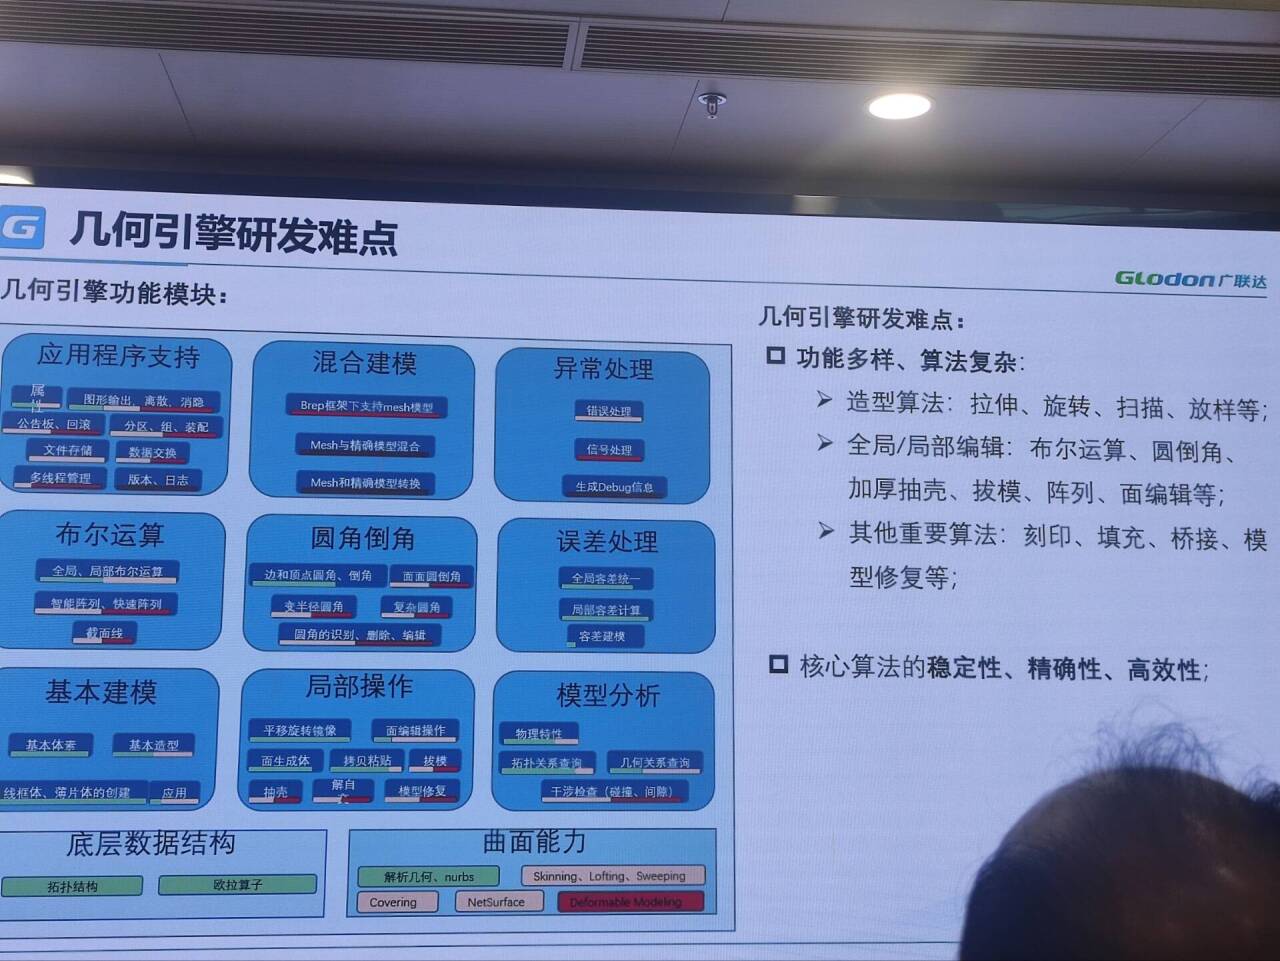 G 几何引擎研发难点
GLodon广联达
几何引擎功能模块：
应用程序支持
属性
图形输出、离散、消隐
公告板、回滚
分区、组、装配
文件存储
数据交换
多线程管理
版本、日志
混合建模
Brep框架下支持mesh模型
Mesh与精确模型混合
Mesh和精确模型转换
异常处理
错误处理
信号处理
生成Debug信息
布尔运算
全局、局部布尔运算
智能阵列、快速阵列
截面线
圆角倒角
边和顶点圆角、倒角
面面圆倒角
变半径圆角
复杂圆角
圆角的识别、删除、编辑
误差处理
全局容差统一
局部容差计算
容差建模
基本建模
基本体素
基本造型
线框体、薄片体的创建
应用
局部操作
平移旋转镜像
面编辑操作
面生成体
拷贝粘贴
拔模
抽壳
解自交
模型修复
模型分析
物理特性
拓扑关系查询
几何关系查询
干涉检查（碰撞、间隙）
底层数据结构
拓扑结构
欧拉算子
曲面能力
解析几何、nurbs
Skinning、Lofting、Sweeping
Covering
NetSurface
Deformable Modeling
几何引擎研发难点：
功能多样、算法复杂：
造型算法：拉伸、旋转、扫描、放样等；
全局/局部编辑：布尔运算、圆倒角、
加厚抽壳、拔模、阵列、面编辑等；
其他重要算法：刻印、填充、桥接、模
型修复等；
核心算法的稳定性、精确性、高效性；